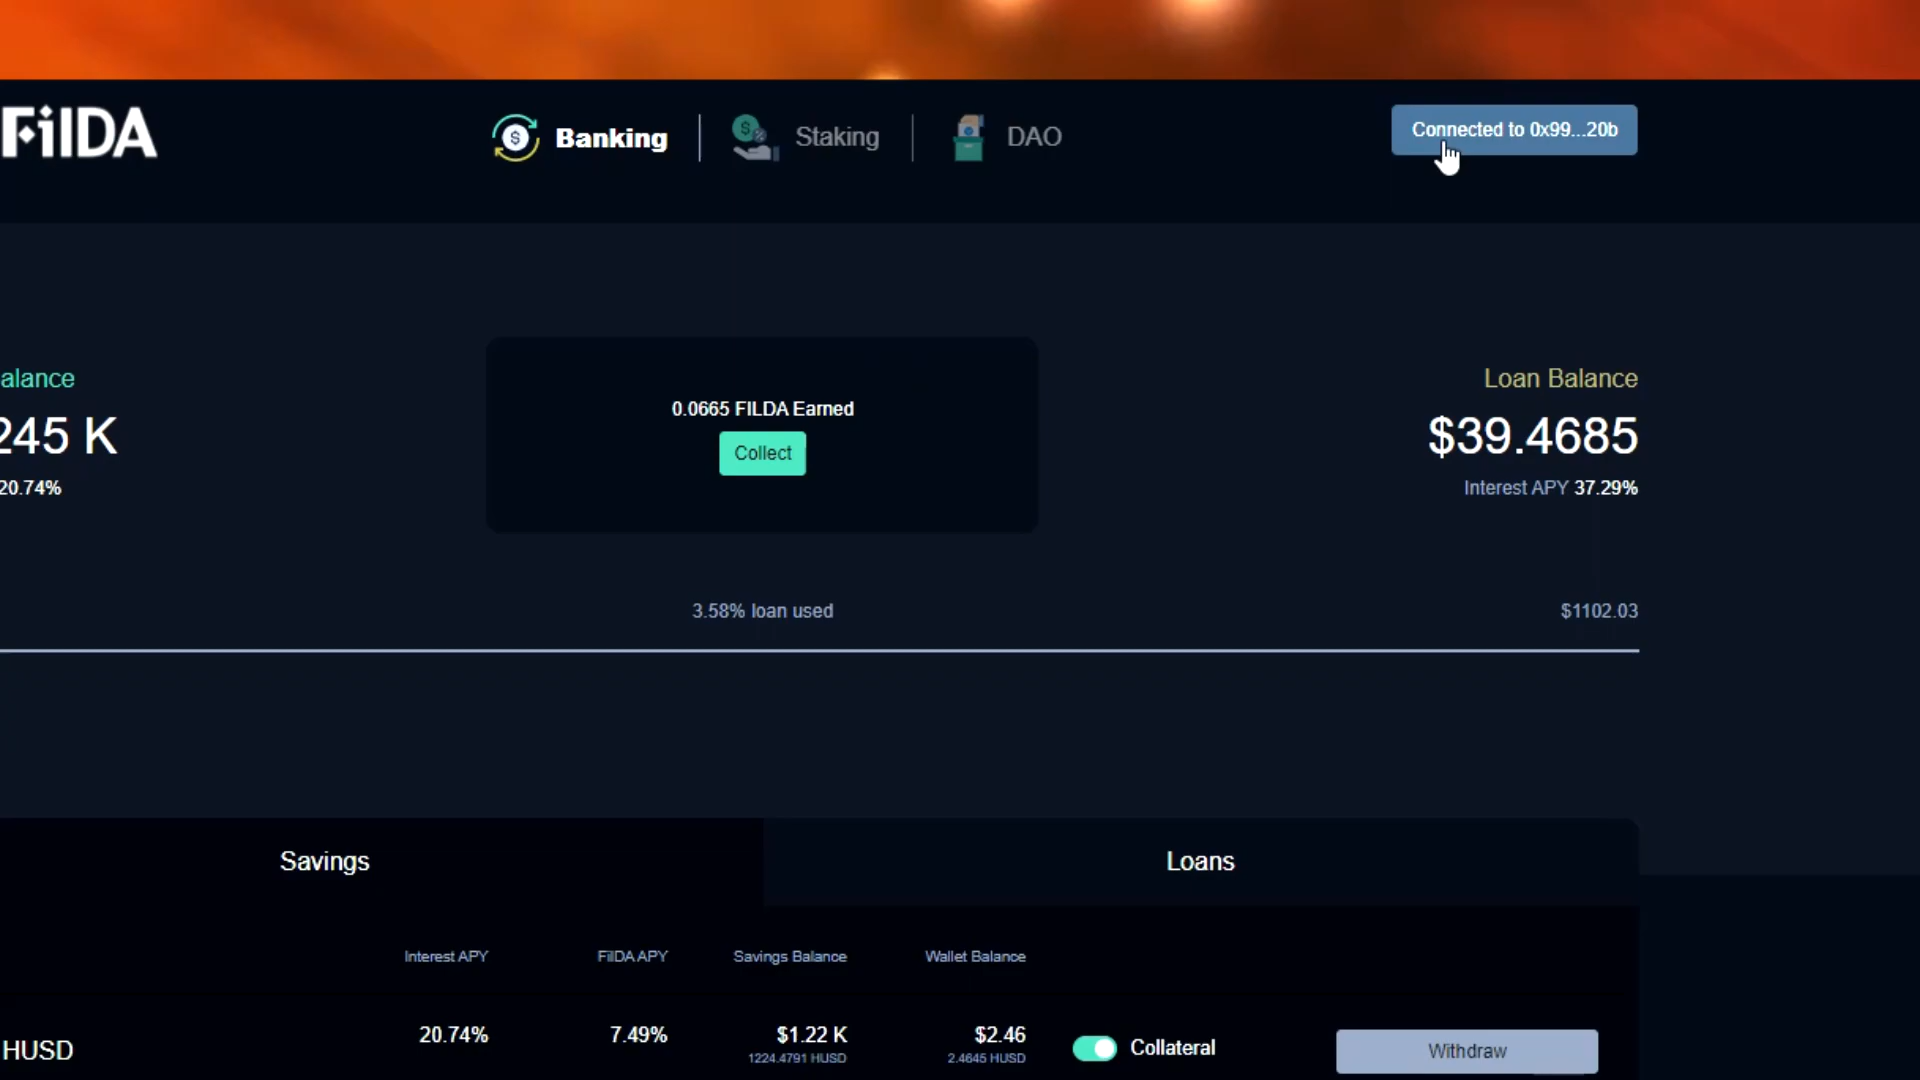 FilDA
Banking
Staking
DAO
Connected to 0x99...20b
alance
245 K
20.74%
0.0665 FILDA Earned
Collect
Loan Balance
$39.4685
Interest APY 37.29%
3.58% loan used
$1102.03
Savings
Loans
Interest APY
FilDA APY
Savings Balance
Wallet Balance
HUSD
20.74%
7.49%
$1.22 K
1224.4791 HUSD
$2.46
2.4645 HUSD
Collateral
Withdraw